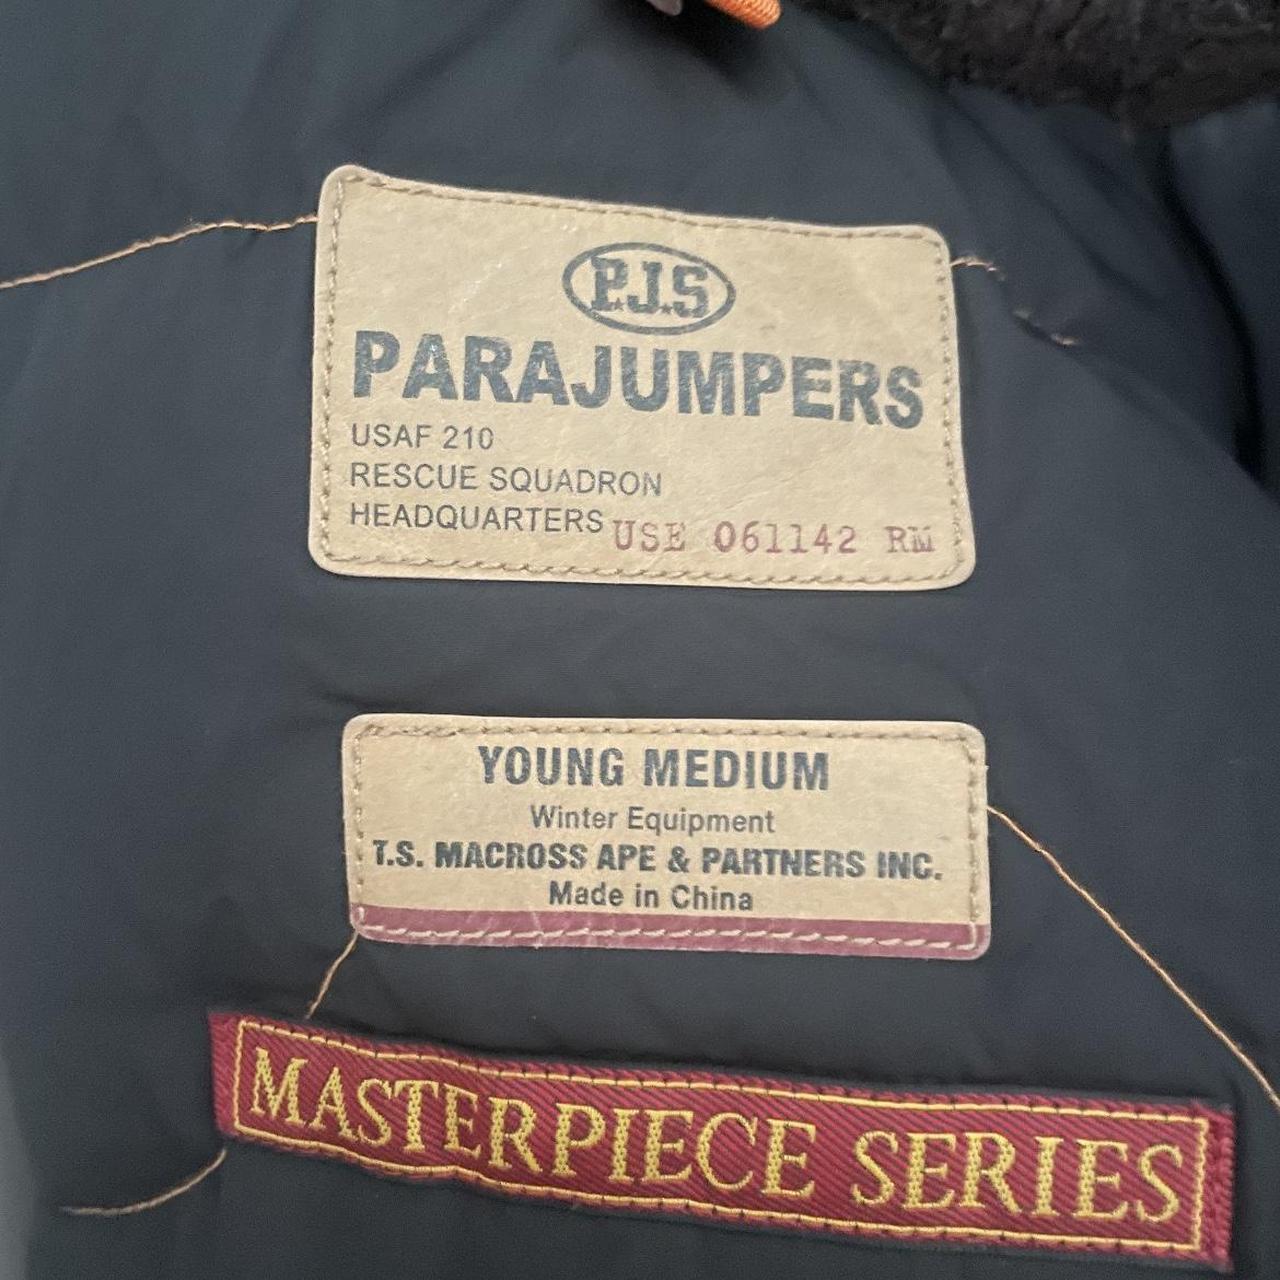 P.J.S
PARAJUMPERS
USAF 210
RESCUE SQUADRON
HEADQUARTERS USE 061142 RM
YOUNG MEDIUM
Winter Equipment
T.S. MACROSS APE & PARTNERS INC.
Made in China
MASTERPIECE SERIES